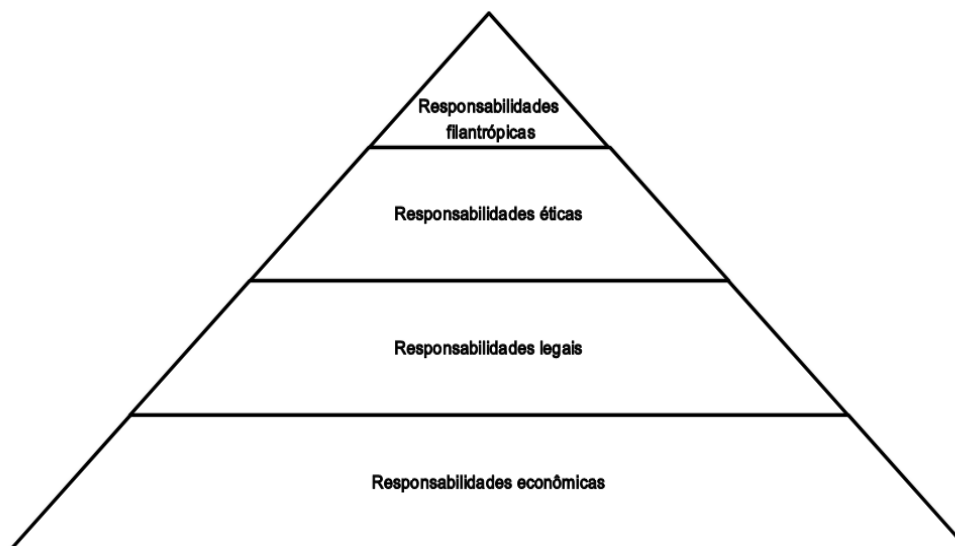 Responsabilidades
filantrópicas
Responsabilidades éticas
Responsabilidades legais
Responsabilidades econômicas